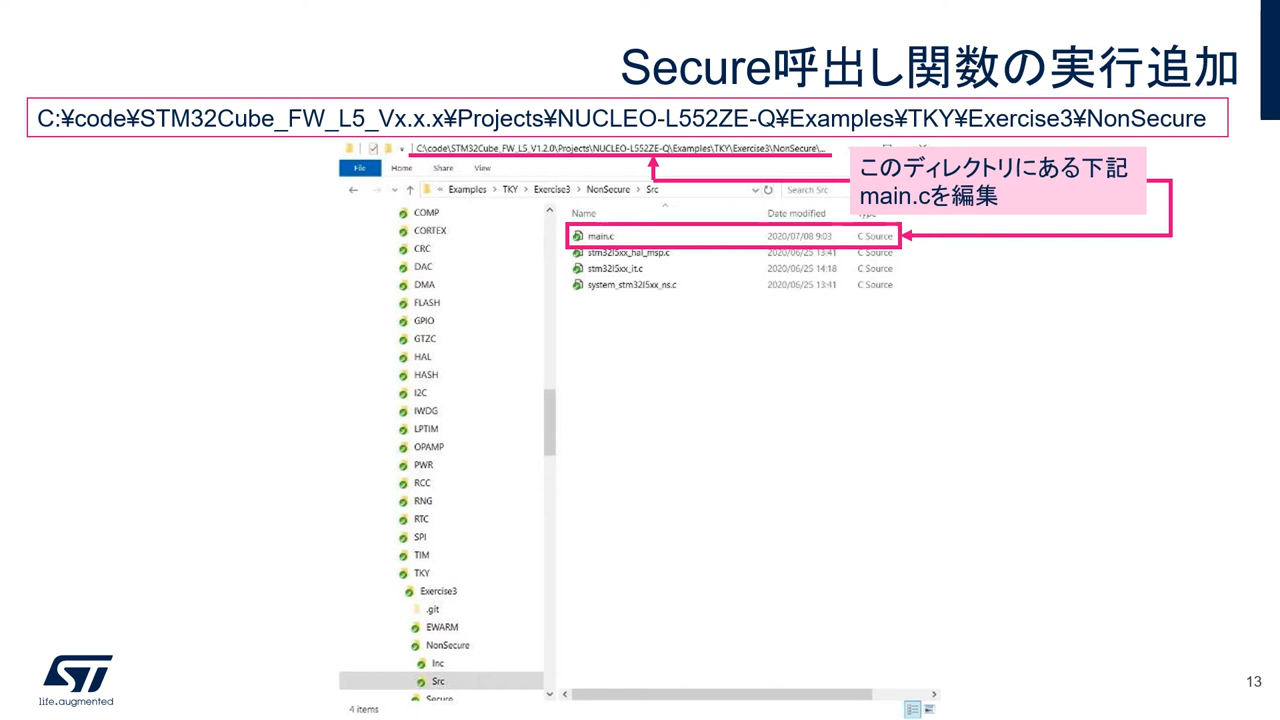 Secure呼出し関数の実行追加
C:¥code¥STM32Cube_FW_L5_Vx.x.x¥Projects¥NUCLEO-L552ZE-Q¥Examples¥TKY¥Exercise3¥NonSecure
C:\code\STM32Cube_FW_L5_V1.2.0\Projects\NUCLEO-L552ZE-Q\Examples\TKY\Exercise3\NonSecure\...
File Home Share View
このディレクトリにある下記
main.cを編集
« Examples > TKY > Exercise3 > NonSecure > Src
Search Src
Name Date modified Type
main.c 2020/07/08 9:03 C Source
stm32l5xx_hal_msp.c 2020/06/25 13:41 C Source
stm32l5xx_it.c 2020/06/25 14:18 C Source
system_stm32l5xx_ns.c 2020/06/25 13:41 C Source
COMP
CORTEX
CRC
DAC
DMA
FLASH
GPIO
GTZC
HAL
HASH
I2C
IWDG
LPTIM
OPAMP
PWR
RCC
RNG
RTC
SPI
TIM
TKY
Exercise3
.git
EWARM
NonSecure
Inc
Src
Secure
4 items
ST
life.augmented
13